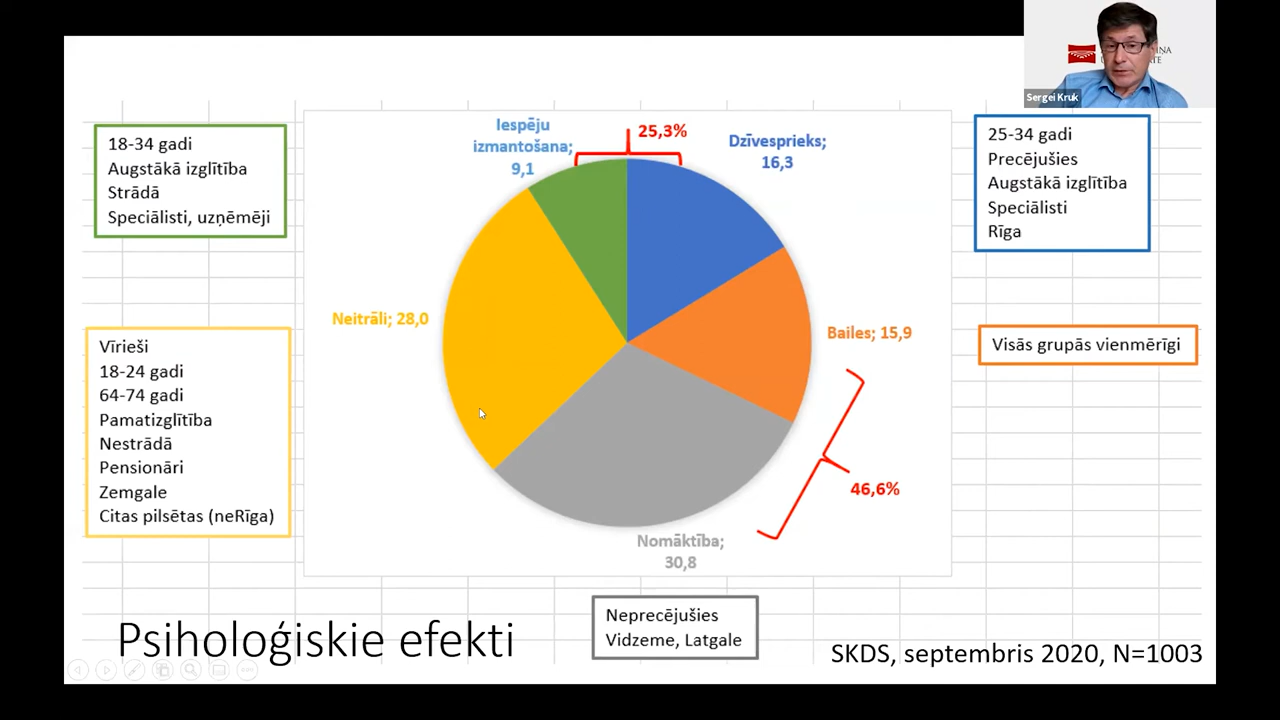 Sergei Kruk
18-34 gadi
Augstākā izglītība
Strādā
Speciālisti, uzņēmēji
Iespēju
izmantošana;
9,1
25,3%
Dzīvesprieks;
16,3
25-34 gadi
Precējušies
Augstākā izglītība
Speciālisti
Rīga
Neitrāli; 28,0
Bailes; 15,9
Visās grupās vienmērīgi
Vīrieši
18-24 gadi
64-74 gadi
Pamatizglītība
Nestrādā
Pensionāri
Zemgale
Citas pilsētas (neRīga)
46,6%
Nomāktība;
30,8
Neprecējušies
Vidzeme, Latgale
Psiholoģiskie efekti
SKDS, septembris 2020, N=1003